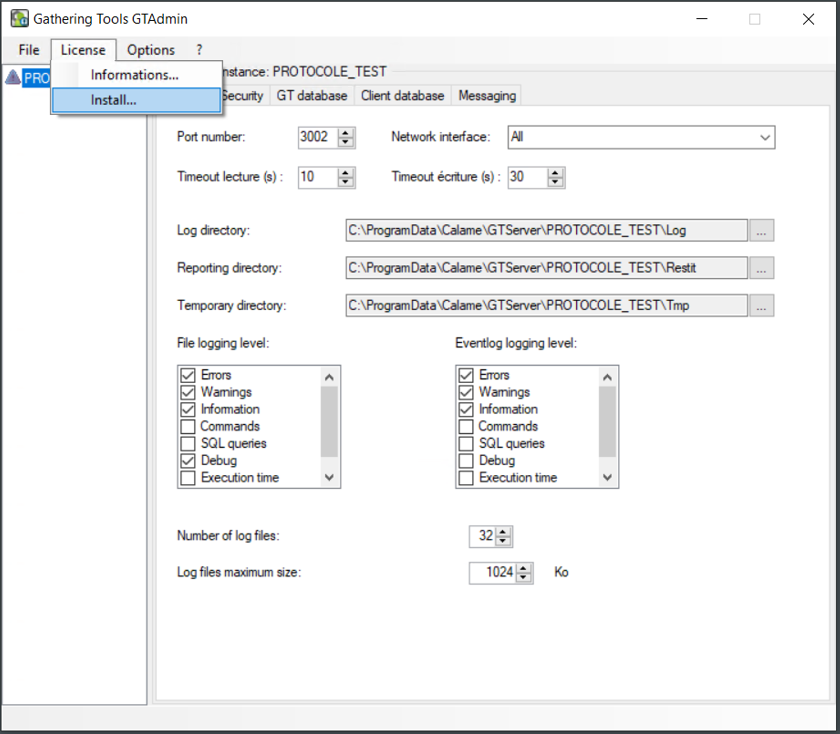 Gathering Tools GTAdmin
File License Options ?
Informations...
Install...
PRO
nstance: PROTOCOLE_TEST
Security GT database Client database Messaging
Port number: 3002 Network interface: All
Timeout lecture (s) : 10 Timeout écriture (s) : 30
Log directory: C:\ProgramData\Calame\GTServer\PROTOCOLE_TEST\Log ...
Reporting directory: C:\ProgramData\Calame\GTServer\PROTOCOLE_TEST\Restit ...
Temporary directory: C:\ProgramData\Calame\GTServer\PROTOCOLE_TEST\Tmp ...
File logging level: Eventlog logging level:
Errors Errors
Warnings Warnings
Information Information
Commands Commands
SQL queries SQL queries
Debug Debug
Execution time Execution time
Number of log files: 32
Log files maximum size: 1024 Ko